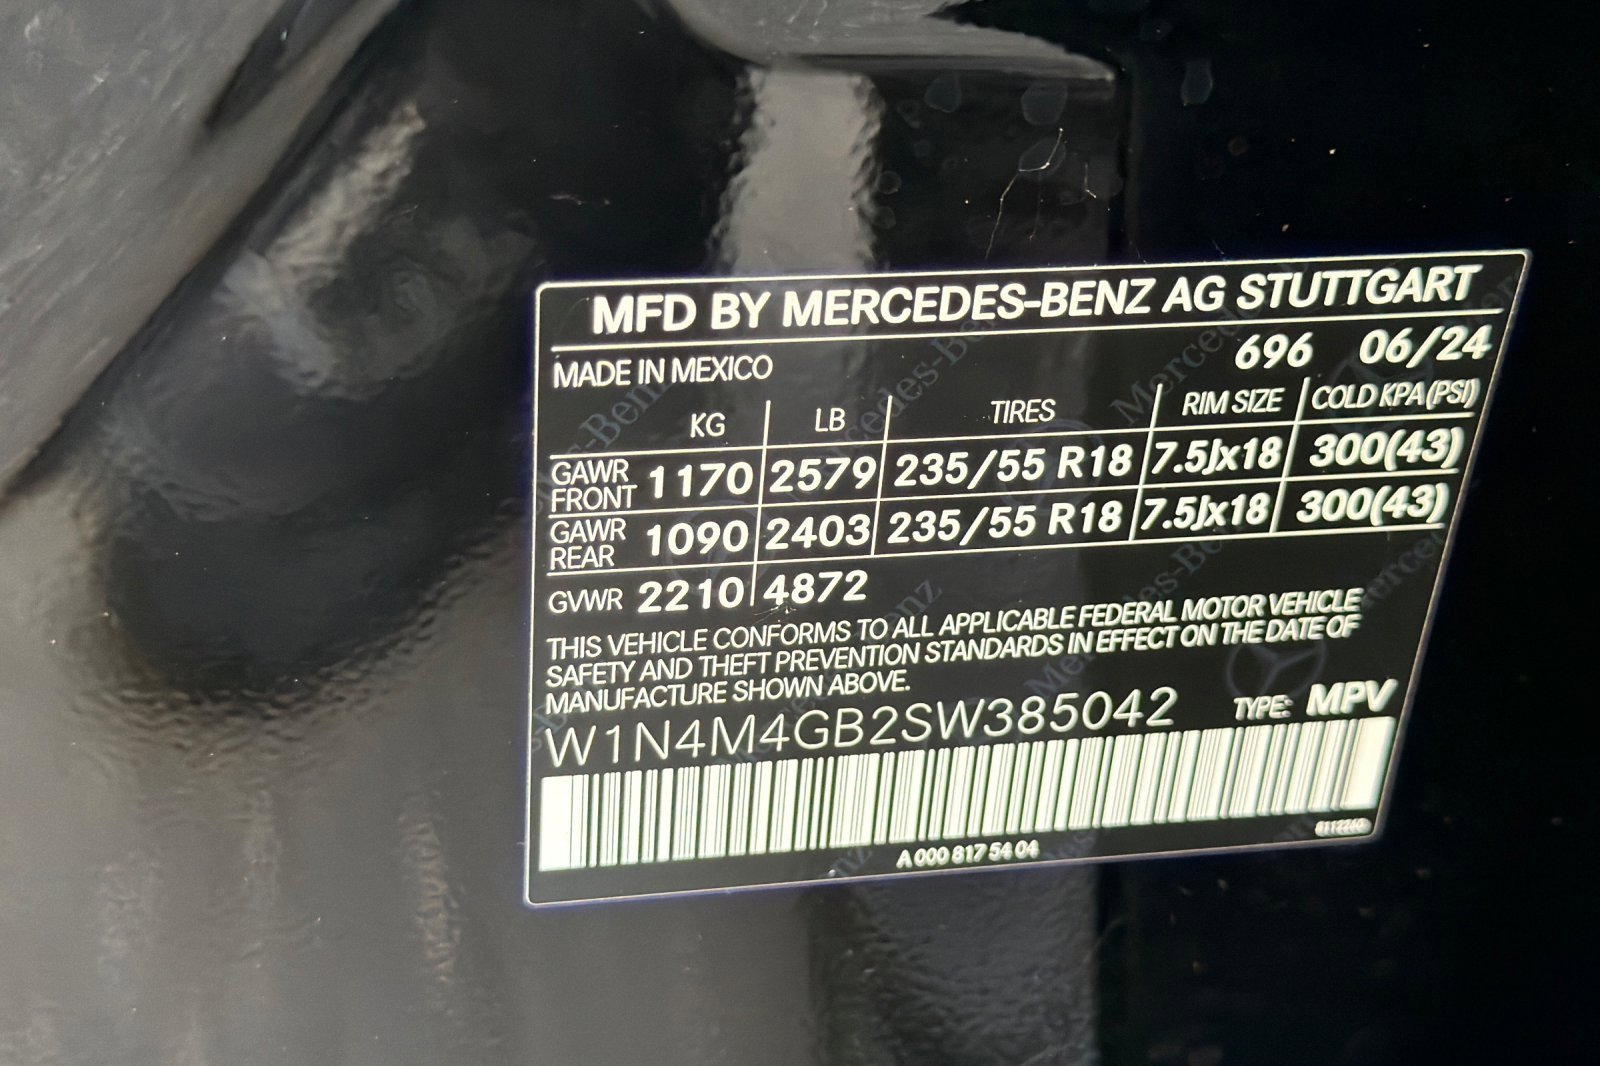 MFD BY MERCEDES-BENZ AG STUTTGART
MADE IN MEXICO 696 06/24
KG LB TIRES RIM SIZE COLD KPA(PSI)
GAWR FRONT 1170 2579 235/55 R18 7.5Jx18 300(43)
GAWR REAR 1090 2403 235/55 R18 7.5Jx18 300(43)
GVWR 2210 4872
THIS VEHICLE CONFORMS TO ALL APPLICABLE FEDERAL MOTOR VEHICLE
SAFETY AND THEFT PREVENTION STANDARDS IN EFFECT ON THE DATE OF
MANUFACTURE SHOWN ABOVE.
W1N4M4GB2SW385042 TYPE: MPV
A 000 817 54 04